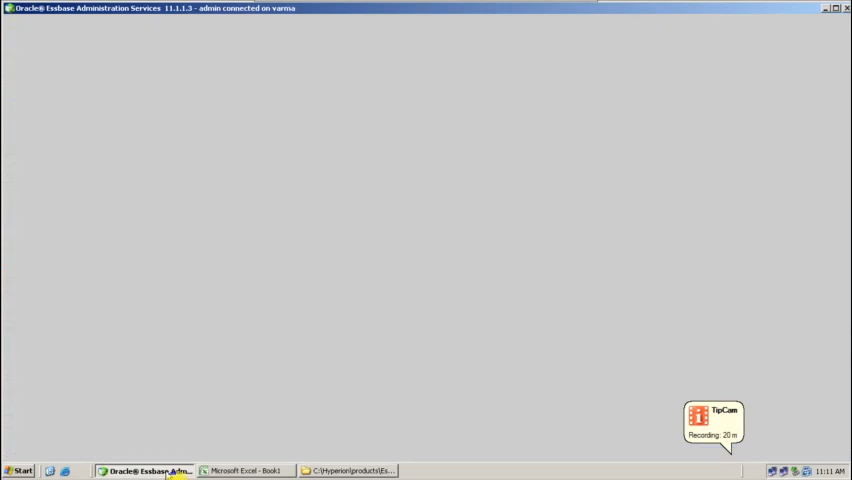 Oracle® Essbase Administration Services 11.1.1.3 - admin connected on varma
TipCam
Recording: 20 m
Start
Oracle® Essbase Adm...
Microsoft Excel - Book1
C:\Hyperion\products\Es...
11:11 AM